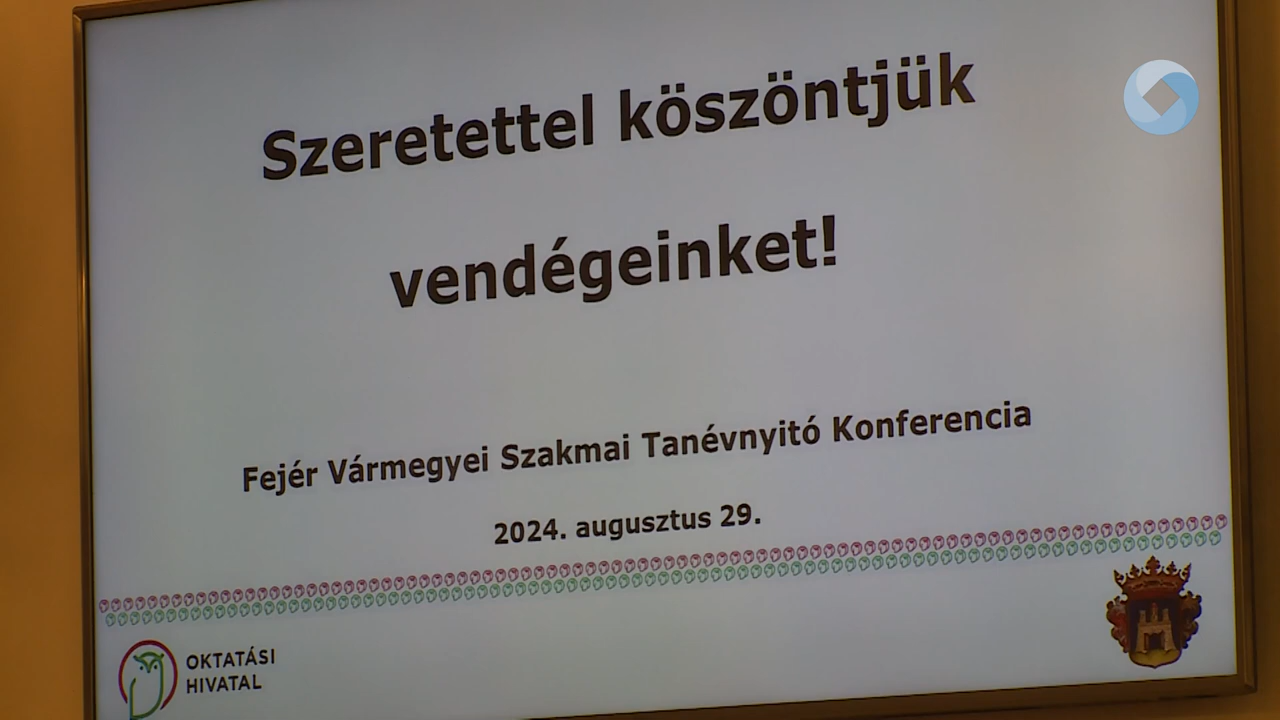 Szeretettel köszöntjük
vendégeinket!
Fejér Vármegyei Szakmai Tanévnyitó Konferencia
2024. augusztus 29.
OKTATÁSI
HIVATAL